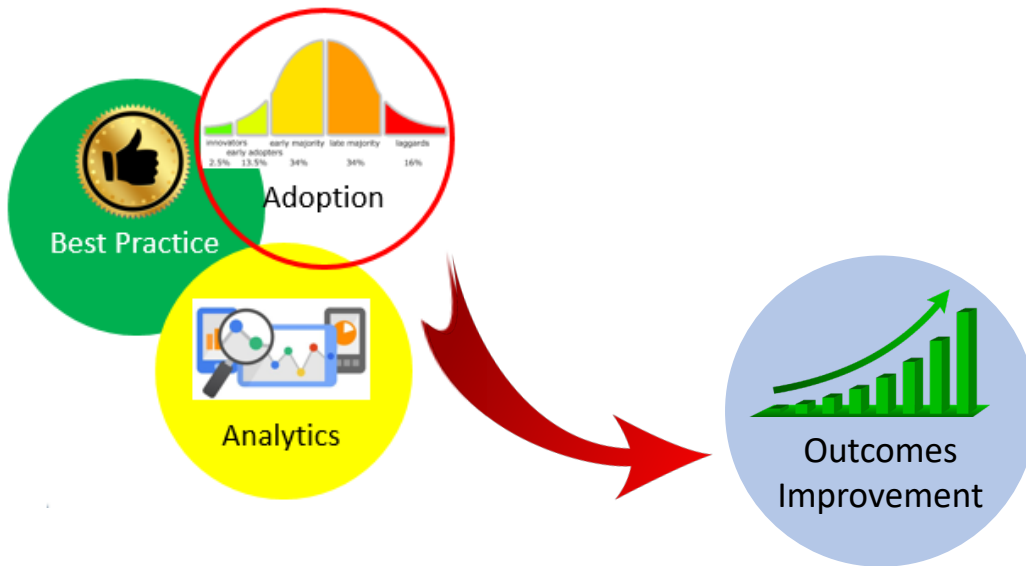 innovators early majority late majority laggards
early adopters
2.5% 13.5% 34% 34% 16%
Adoption
Best Practice
Analytics
Outcomes
Improvement